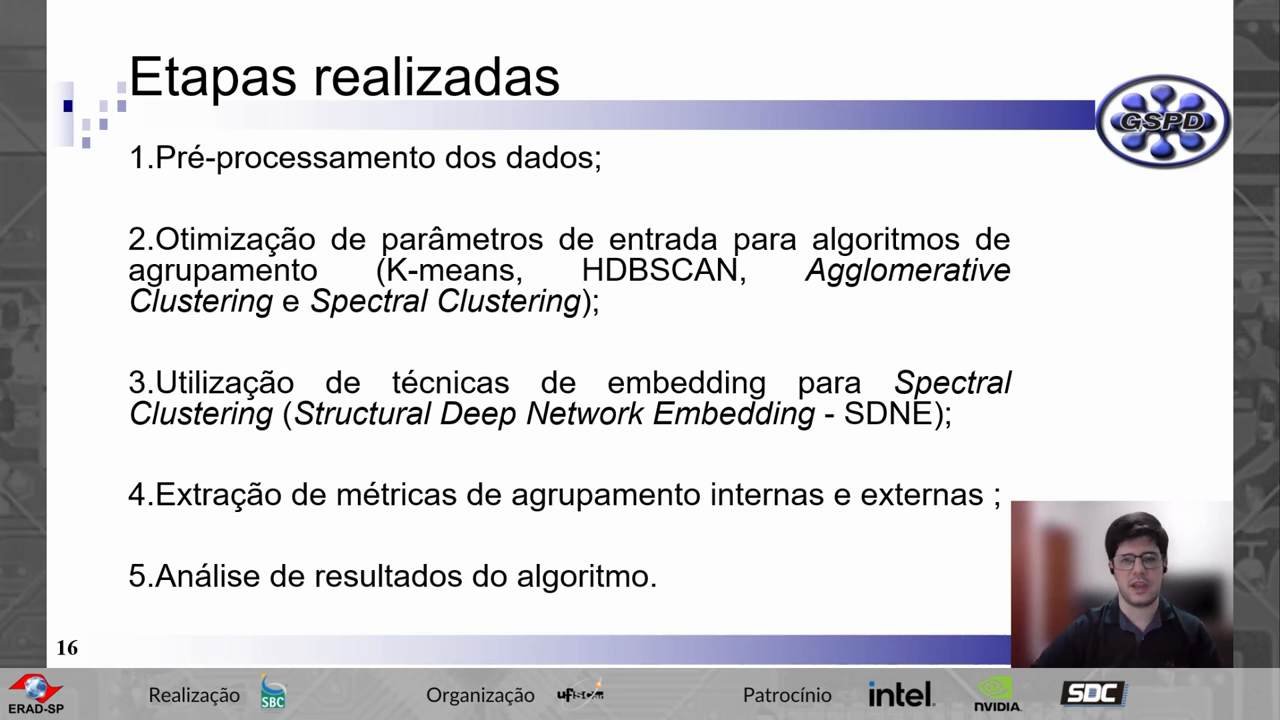 Etapas realizadas
GSPD
1.Pré-processamento dos dados;
2.Otimização de parâmetros de entrada para algoritmos de
agrupamento (K-means, HDBSCAN, Agglomerative
Clustering e Spectral Clustering);
3.Utilização de técnicas de embedding para Spectral
Clustering (Structural Deep Network Embedding - SDNE);
4.Extração de métricas de agrupamento internas e externas ;
5.Análise de resultados do algoritmo.
16
ERAD-SP
Realização
SBC
Organização
ufscar
Patrocínio
intel.
NVIDIA.
SDC